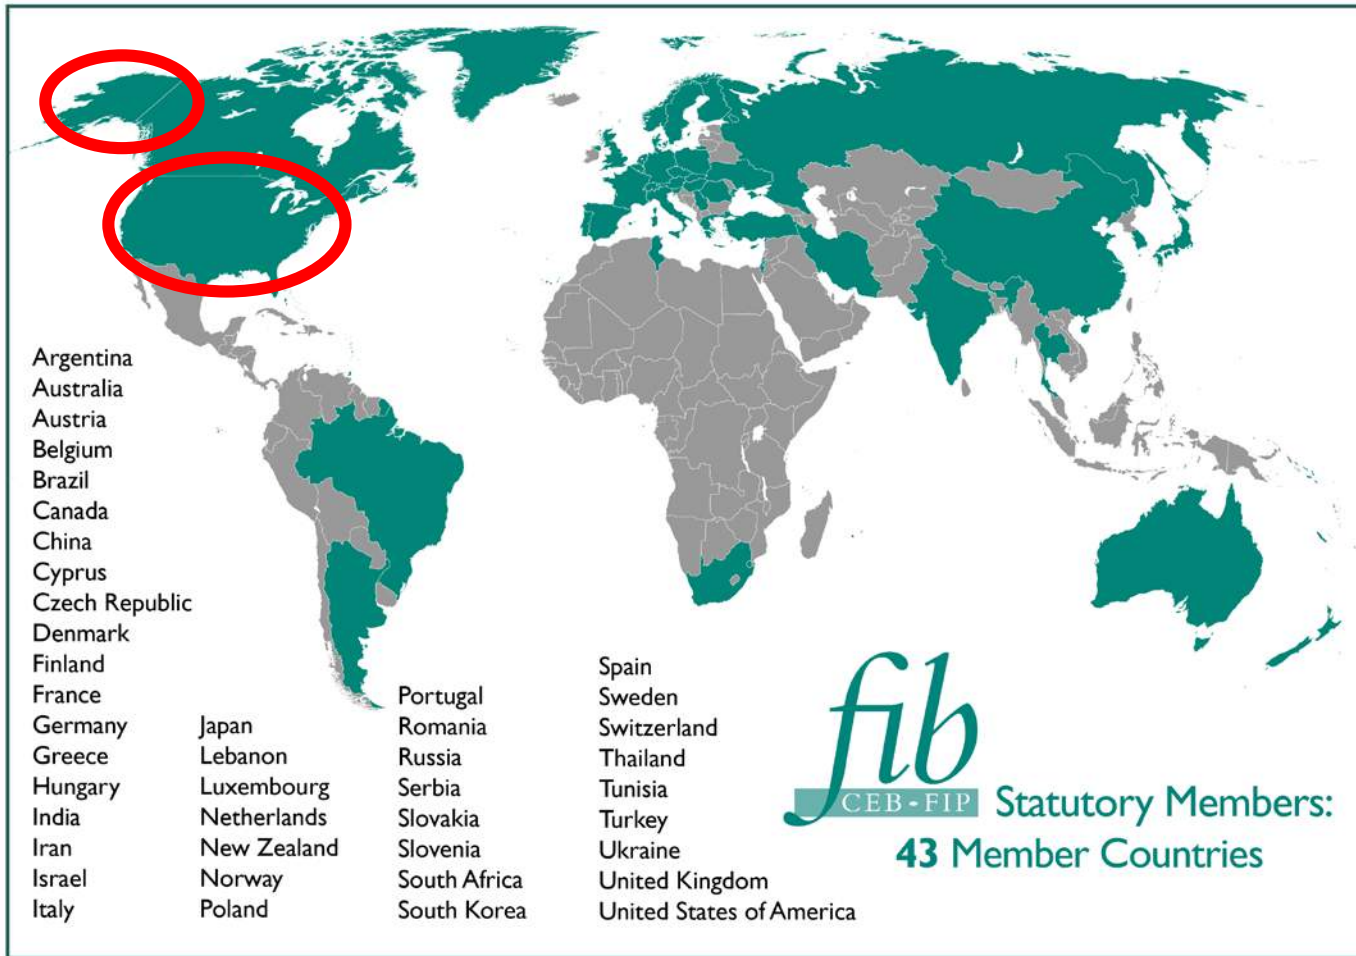 Argentina
Australia
Austria
Belgium
Brazil
Canada
China
Cyprus
Czech Republic
Denmark
Finland
France
Germany
Greece
Hungary
India
Iran
Israel
Italy
Japan
Lebanon
Luxembourg
Netherlands
New Zealand
Norway
Poland
Portugal
Romania
Russia
Serbia
Slovakia
Slovenia
South Africa
South Korea
Spain
Sweden
Switzerland
Thailand
Tunisia
Turkey
Ukraine
United Kingdom
United States of America
fib
CEB-FIP
Statutory Members:
43 Member Countries